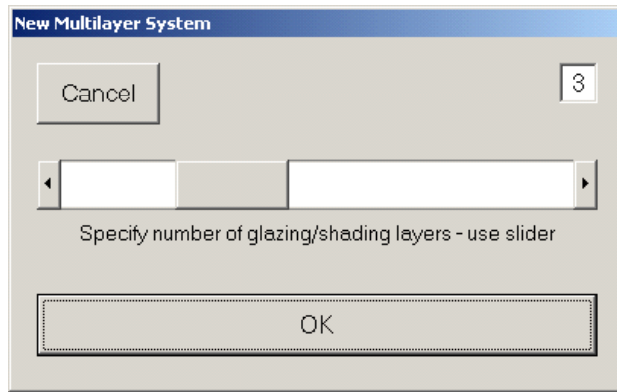 New Multilayer System
Cancel
3
Specify number of glazing/shading layers - use slider
OK